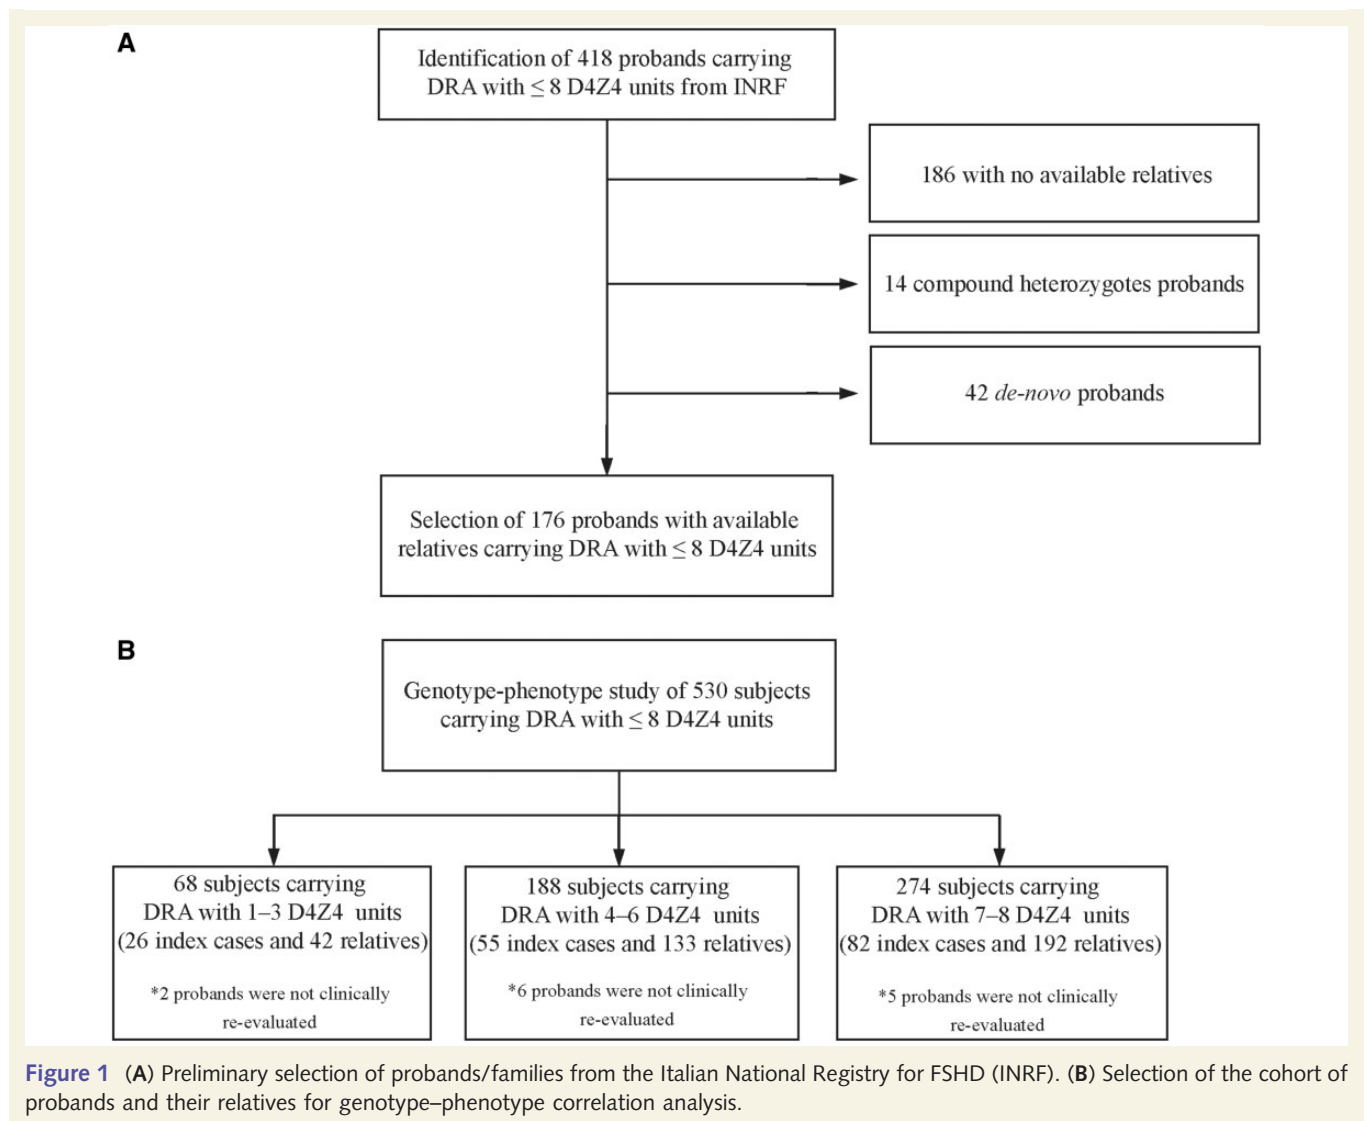 A
Identification of 418 probands carrying
DRA with ≤ 8 D4Z4 units from INRF
186 with no available relatives
14 compound heterozygotes probands
42 de-novo probands
Selection of 176 probands with available
relatives carrying DRA with ≤ 8 D4Z4 units
B
Genotype-phenotype study of 530 subjects
carrying DRA with ≤ 8 D4Z4 units
68 subjects carrying
DRA with 1–3 D4Z4 units
(26 index cases and 42 relatives)
*2 probands were not clinically
re-evaluated
188 subjects carrying
DRA with 4–6 D4Z4 units
(55 index cases and 133 relatives)
*6 probands were not clinically
re-evaluated
274 subjects carrying
DRA with 7–8 D4Z4 units
(82 index cases and 192 relatives)
*5 probands were not clinically
re-evaluated
Figure 1 (A) Preliminary selection of probands/families from the Italian National Registry for FSHD (INRF). (B) Selection of the cohort of
probands and their relatives for genotype–phenotype correlation analysis.